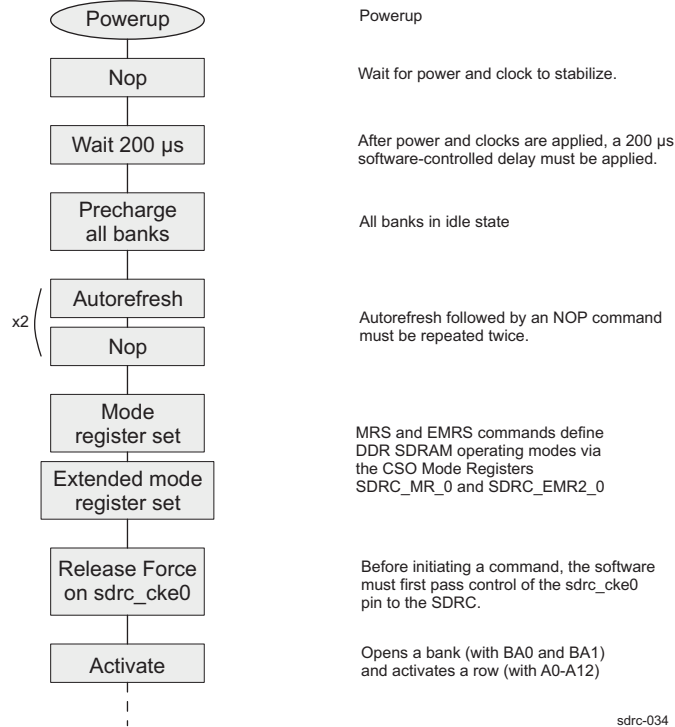 Powerup
Powerup
Nop
Wait for power and clock to stabilize.
Wait 200 µs
After power and clocks are applied, a 200 µs
software-controlled delay must be applied.
Precharge
all banks
All banks in idle state
x2
Autorefresh
Nop
Autorefresh followed by an NOP command
must be repeated twice.
Mode
register set
Extended mode
register set
MRS and EMRS commands define
DDR SDRAM operating modes via
the CSO Mode Registers
SDRC_MR_0 and SDRC_EMR2_0
Release Force
on sdrc_cke0
Before initiating a command, the software
must first pass control of the sdrc_cke0
pin to the SDRC.
Activate
Opens a bank (with BA0 and BA1)
and activates a row (with A0-A12)
sdrc-034